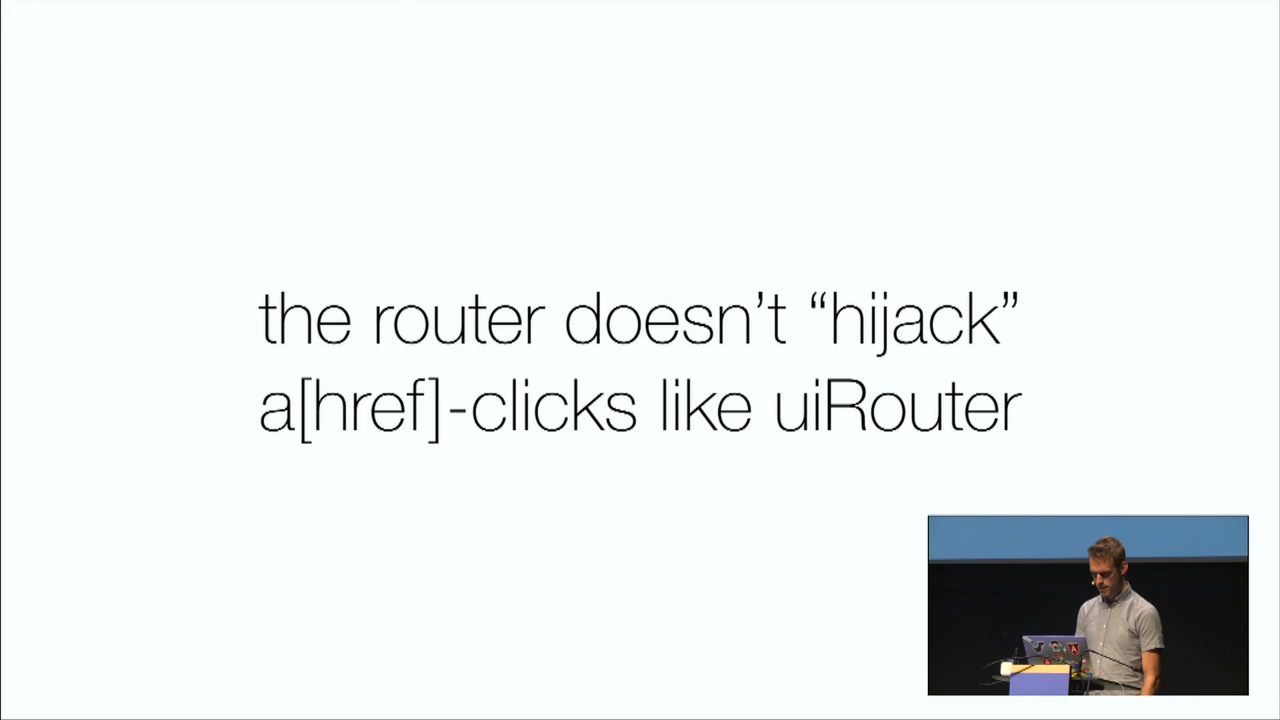 the router doesn’t “hijack”
a[href]-clicks like uiRouter